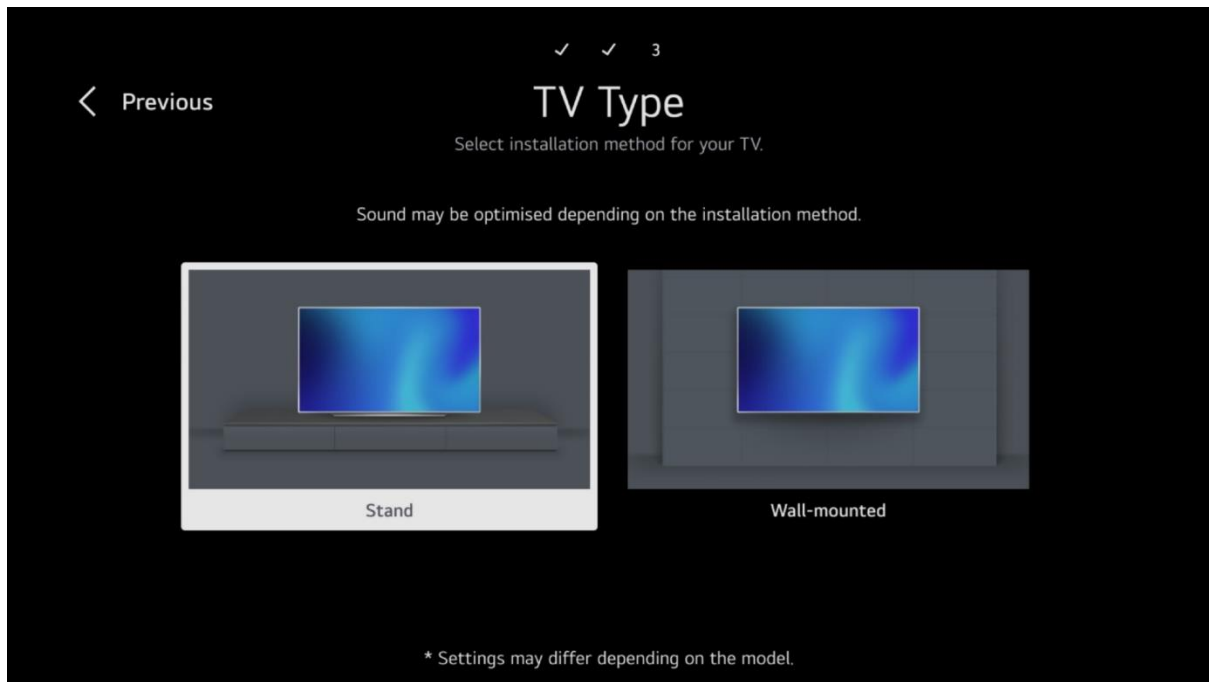 ✓ ✓ 3
Previous
TV Type
Select installation method for your TV.
Sound may be optimised depending on the installation method.
Stand
Wall-mounted
* Settings may differ depending on the model.